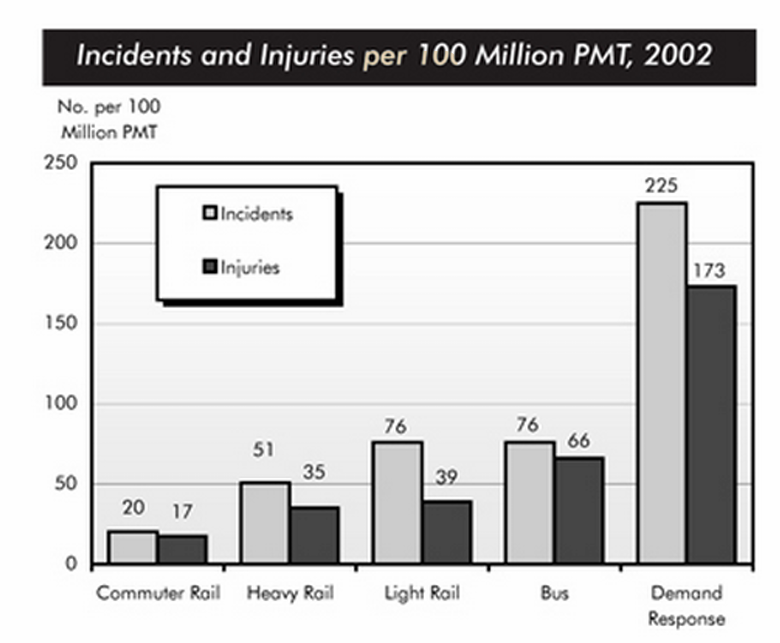 Incidents and Injuries per 100 Million PMT, 2002
No. per 100
Million PMT
250
200
150
100
50
0
Incidents
Injuries
20
17
51
35
76
39
76
66
225
173
Commuter Rail
Heavy Rail
Light Rail
Bus
Demand
Response